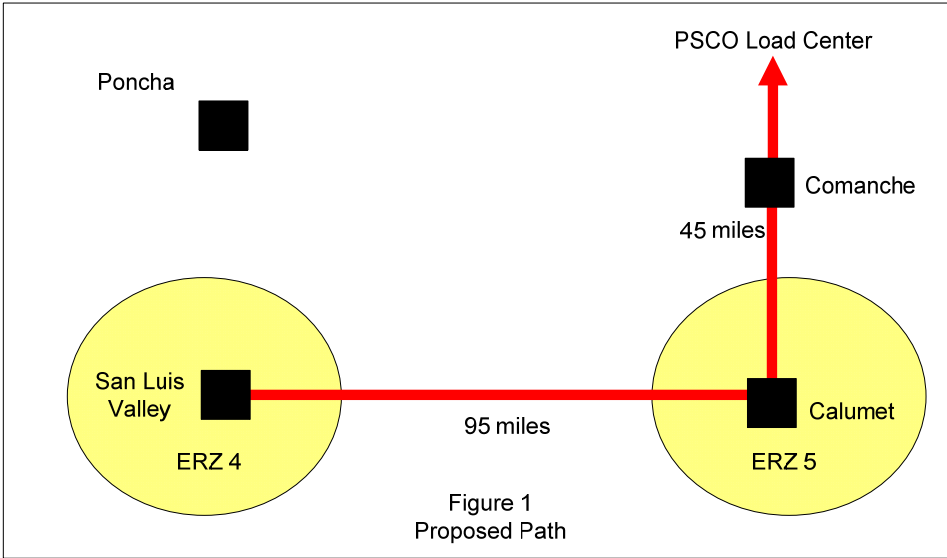 PSCO Load Center
Poncha
Comanche
45 miles
San Luis
Valley
Calumet
95 miles
ERZ 4
ERZ 5
Figure 1
Proposed Path